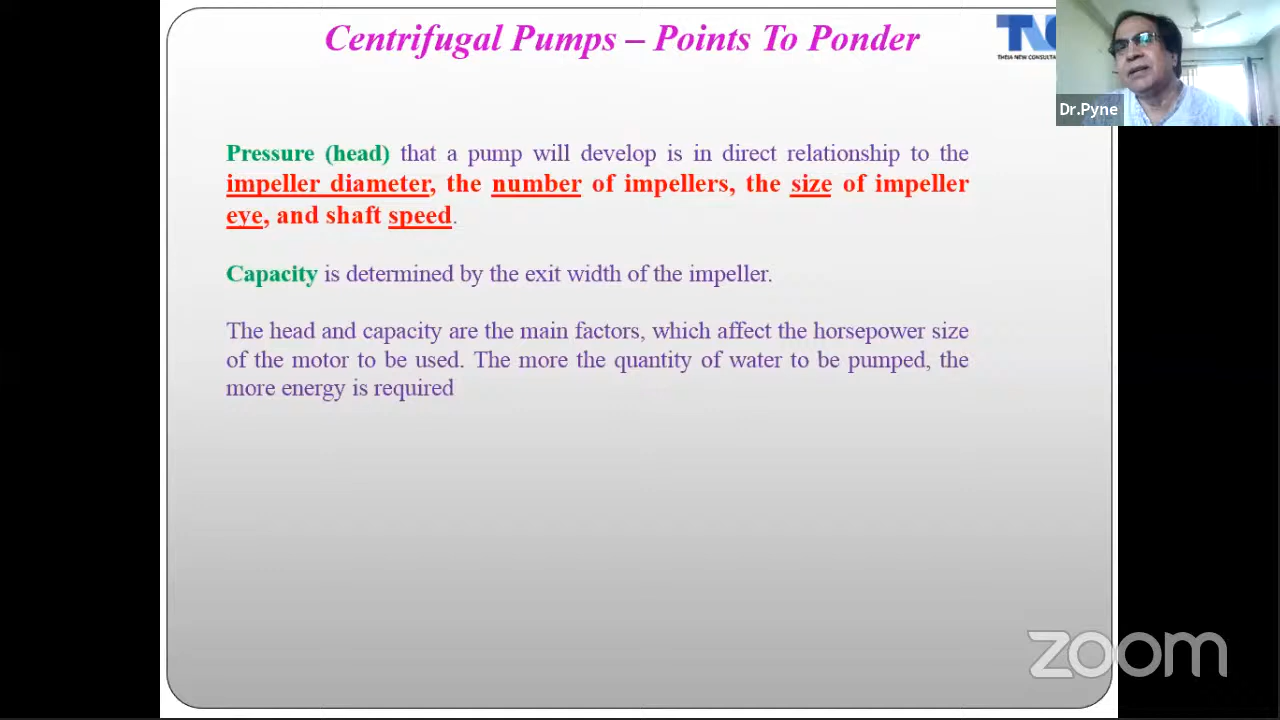 Centrifugal Pumps – Points To Ponder
THEIA NEW CONSULTA
Dr.Pyne
Pressure (head) that a pump will develop is in direct relationship to the
impeller diameter, the number of impellers, the size of impeller
eye, and shaft speed.
Capacity is determined by the exit width of the impeller.
The head and capacity are the main factors, which affect the horsepower size
of the motor to be used. The more the quantity of water to be pumped, the
more energy is required
zoom